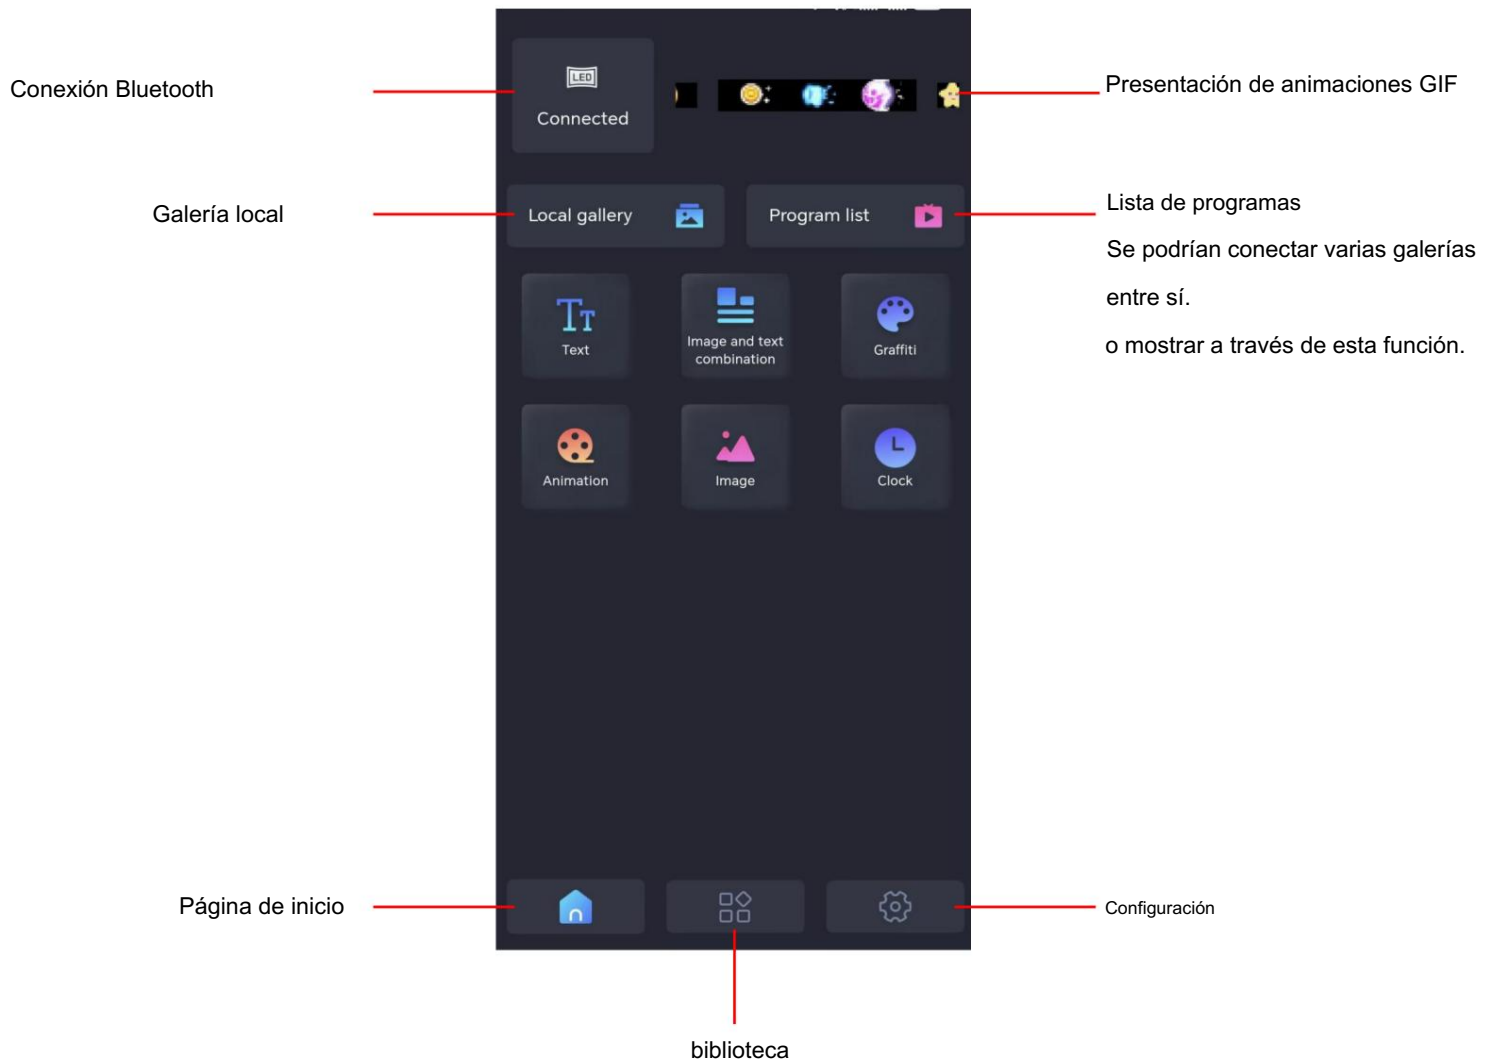 Conexión Bluetooth
LED
Connected
Presentación de animaciones GIF
Galería local
Local gallery
Program list
Lista de programas
Se podrían conectar varias galerías
entre sí.
o mostrar a través de esta función.
Text
Image and text
combination
Graffiti
Animation
Image
Clock
Página de inicio
Configuración
biblioteca